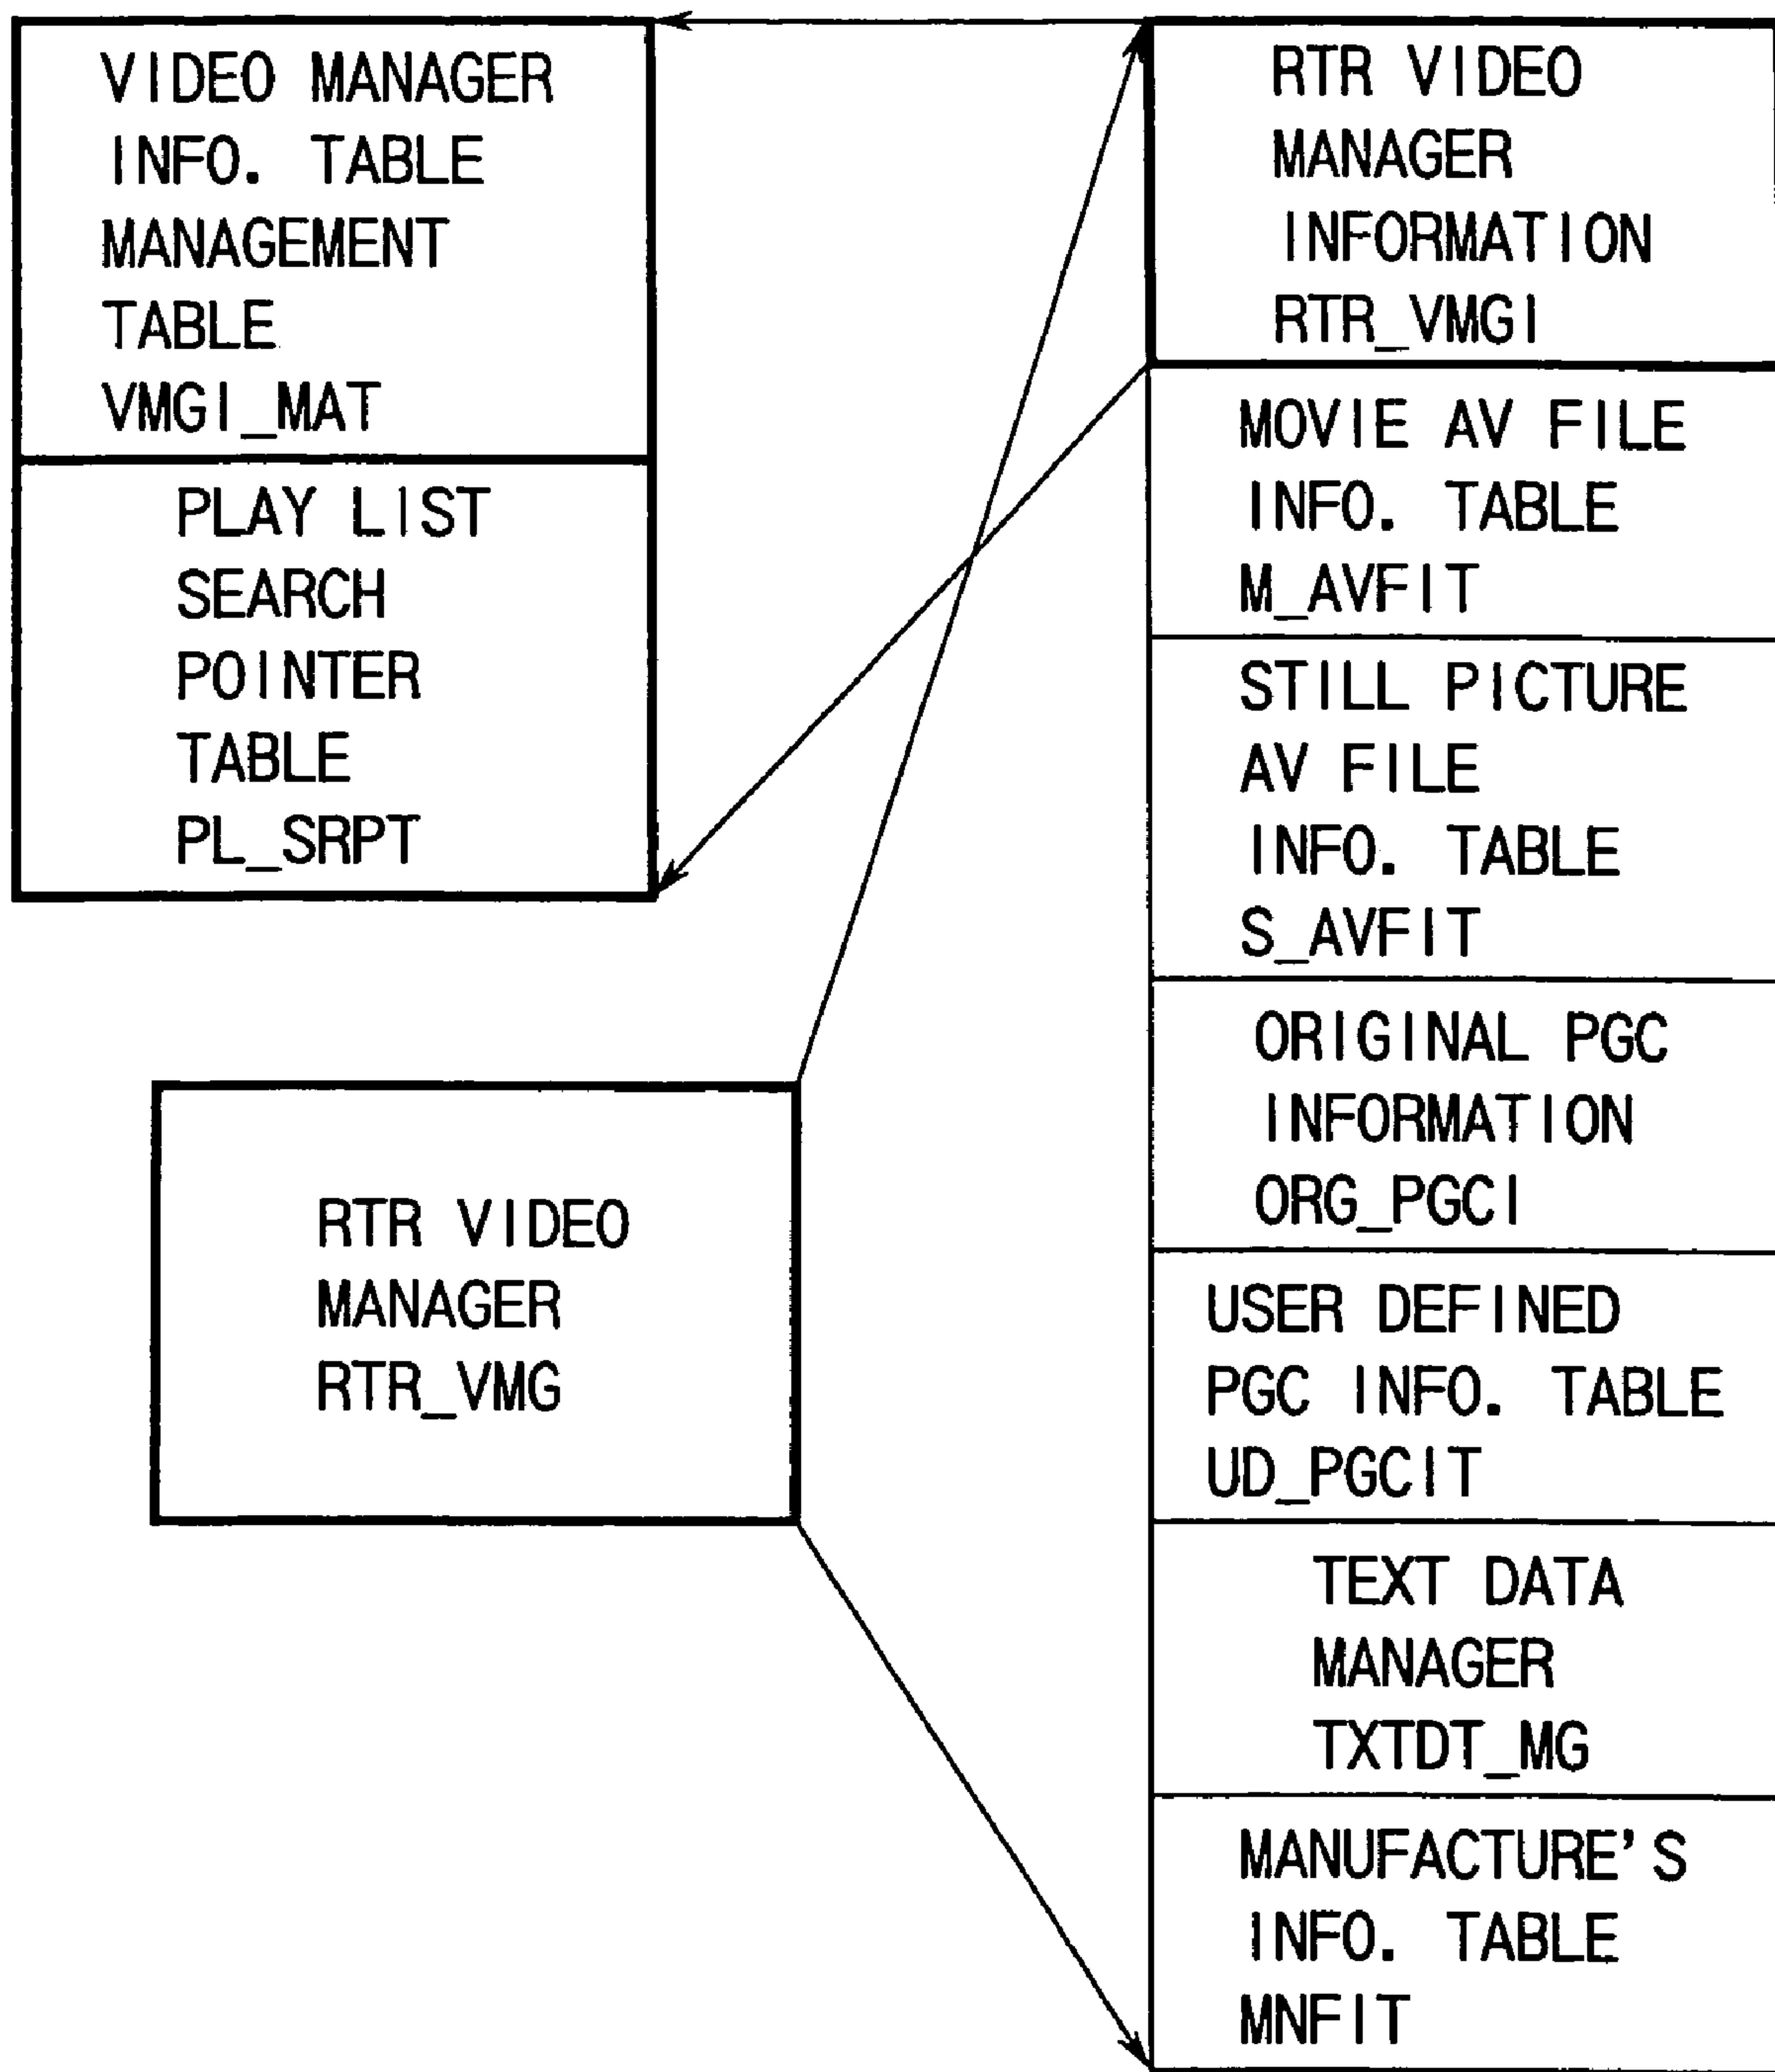 VIDEO MANAGER
INFO. TABLE
MANAGEMENT
TABLE
VMGI_MAT
PLAY LIST
SEARCH
POINTER
TABLE
PL_SRPT
RTR VIDEO
MANAGER
RTR_VMG
RTR VIDEO
MANAGER
INFORMATION
RTR_VMGI
MOVIE AV FILE
INFO. TABLE
M_AVFIT
STILL PICTURE
AV FILE
INFO. TABLE
S_AVFIT
ORIGINAL PGC
INFORMATION
ORG_PGCI
USER DEFINED
PGC INFO. TABLE
UD_PGCIT
TEXT DATA
MANAGER
TXTDT_MG
MANUFACTURE'S
INFO. TABLE
MNFIT